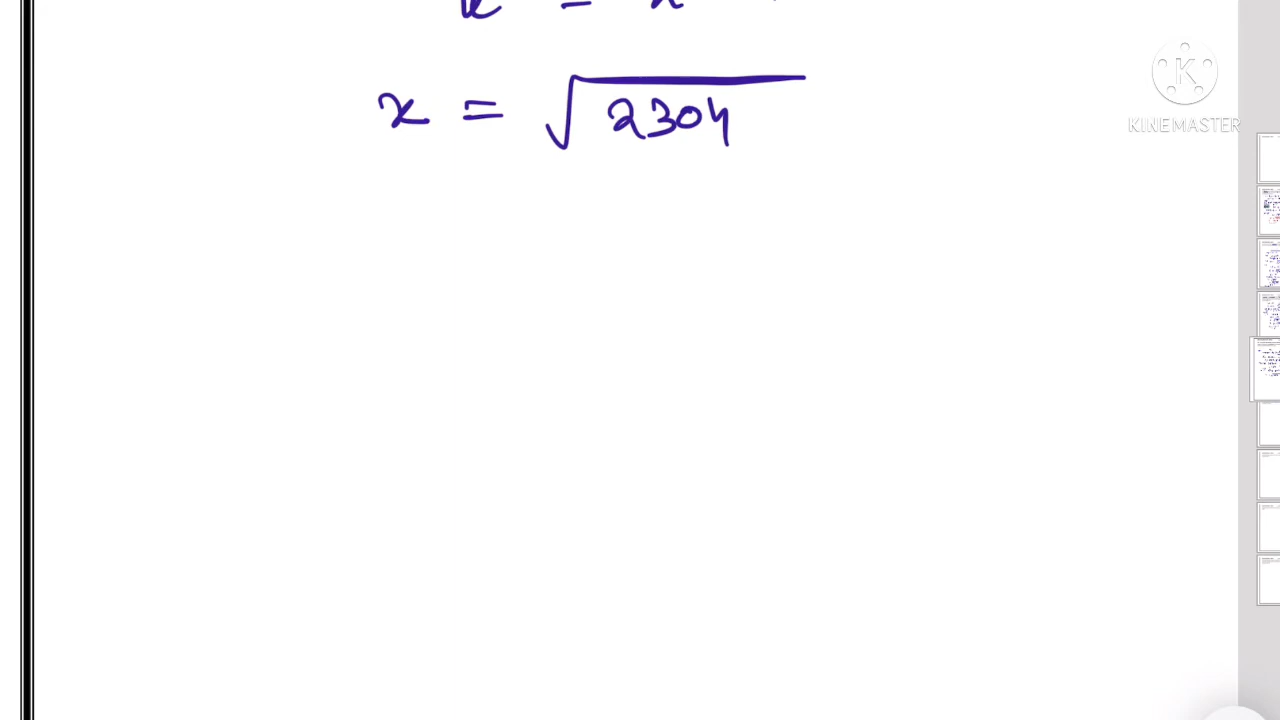 x = √2304
KINEMASTER